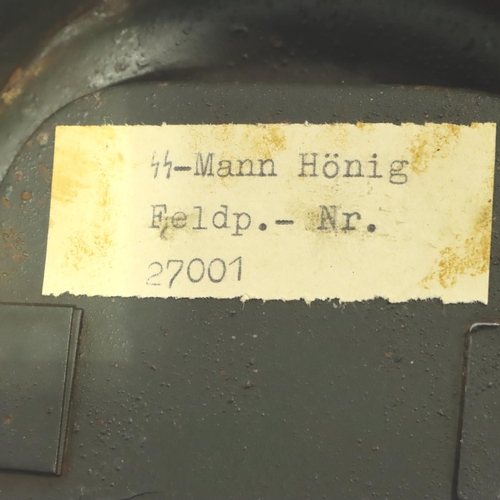 ᛋᛋ-Mann Hönig
Feldp.- Nr.
27001